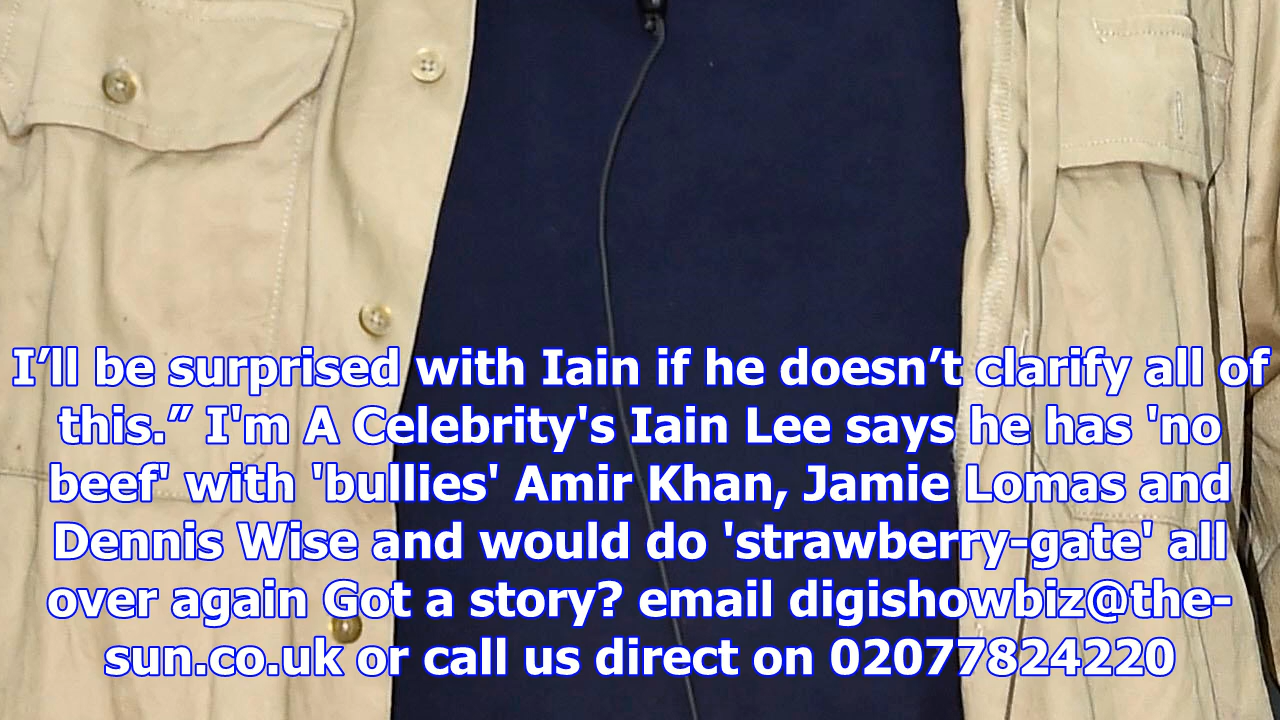 I’ll be surprised with Iain if he doesn’t clarify all of
this.” I'm A Celebrity's Iain Lee says he has 'no
beef' with 'bullies' Amir Khan, Jamie Lomas and
Dennis Wise and would do 'strawberry-gate' all
over again Got a story? email digishowbiz@the-
sun.co.uk or call us direct on 02077824220